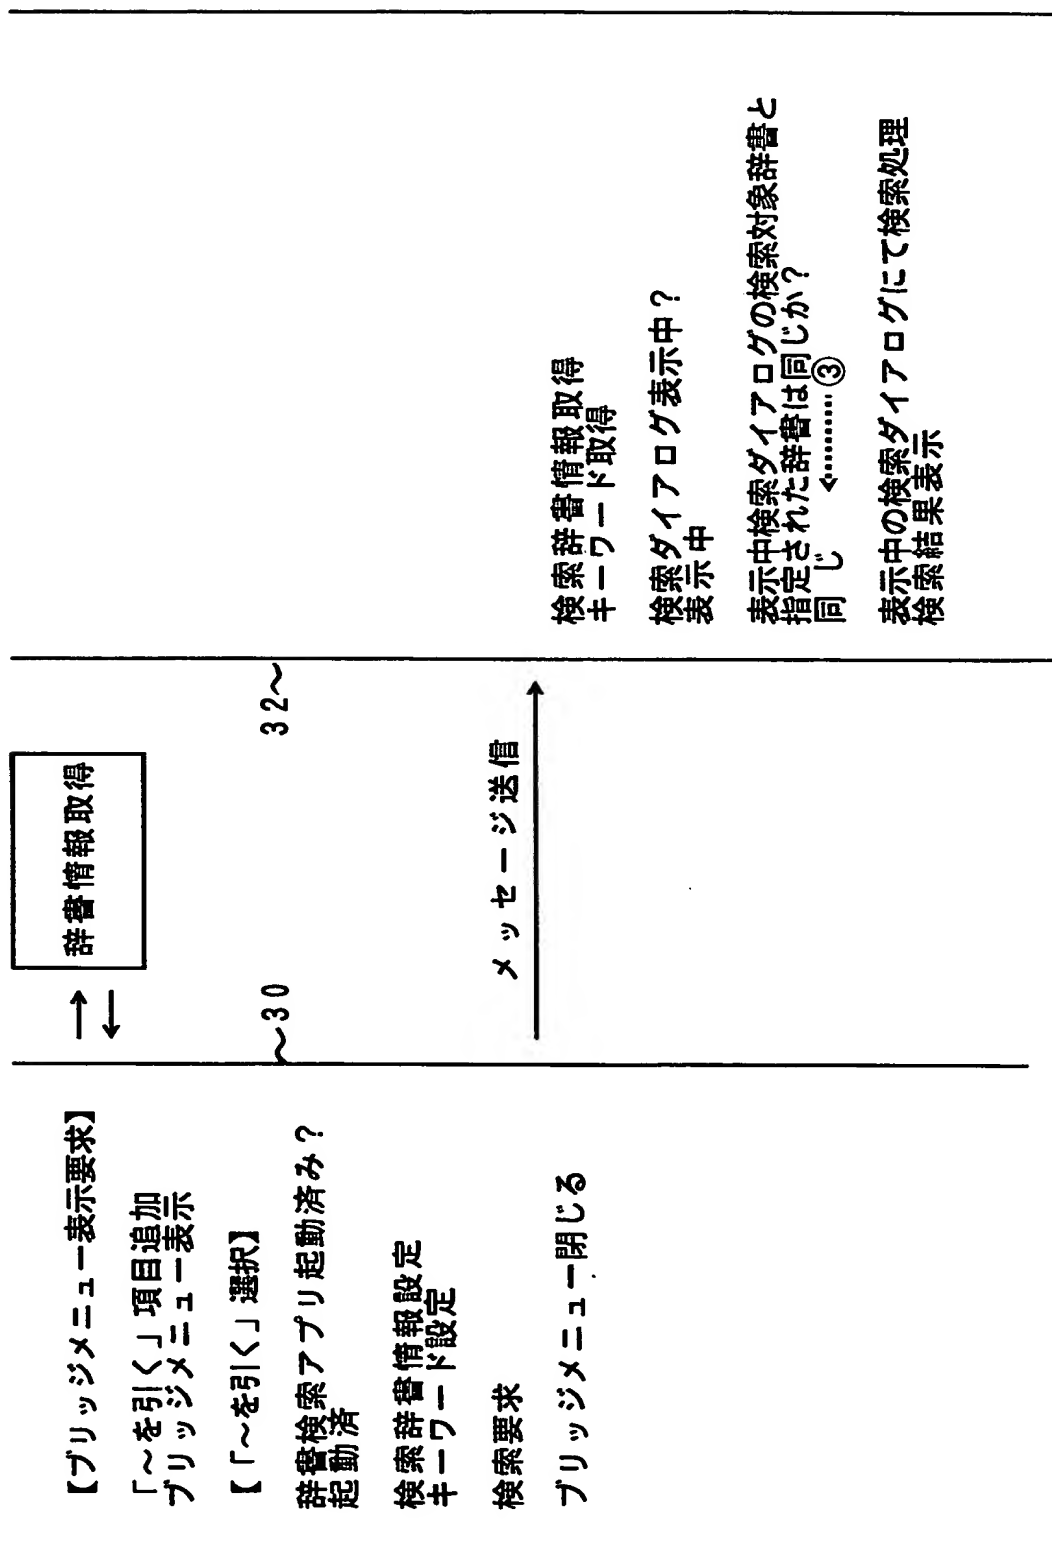 【ブリッジメニュー表示要求】
「～を引く」項目追加
ブリッジメニュー表示
【「～を引く」選択】
辞書検索アプリ起動済み？
起動済
検索辞書情報設定
キーワード設定
検索要求
ブリッジメニュー閉じる
→
←
辞書情報取得
～30
32～
メッセージ送信
検索辞書情報取得
キーワード取得
検索ダイアログ表示中？
表示中
表示中検索ダイアログの検索対象辞書と
指定された辞書は同じか？
同 じ ③
表示中の検索ダイアログにて検索処理
検索結果表示